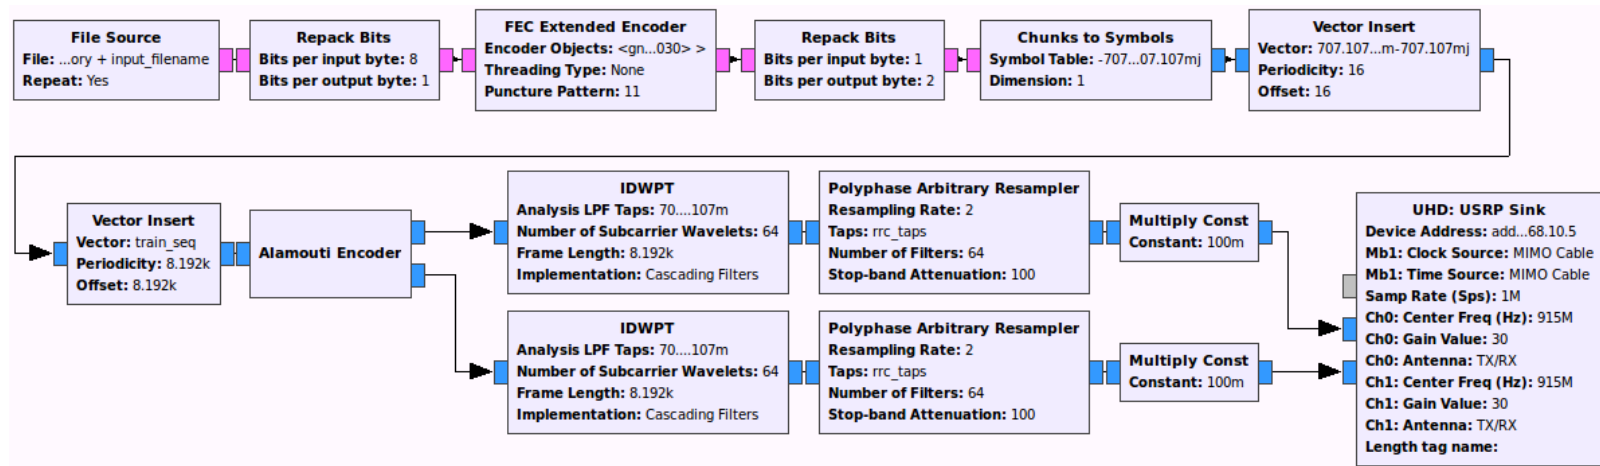 File Source
File: ...ory + input_filename
Repeat: Yes
Repack Bits
Bits per input byte: 8
Bits per output byte: 1
FEC Extended Encoder
Encoder Objects: <gn...030> >
Threading Type: None
Puncture Pattern: 11
Repack Bits
Bits per input byte: 1
Bits per output byte: 2
Chunks to Symbols
Symbol Table: -707...07.107mj
Dimension: 1
Vector Insert
Vector: 707.107...m-707.107mj
Periodicity: 16
Offset: 16
Vector Insert
Vector: train_seq
Periodicity: 8.192k
Offset: 8.192k
Alamouti Encoder
IDWPT
Analysis LPF Taps: 70....107m
Number of Subcarrier Wavelets: 64
Frame Length: 8.192k
Implementation: Cascading Filters
Polyphase Arbitrary Resampler
Resampling Rate: 2
Taps: rrc_taps
Number of Filters: 64
Stop-band Attenuation: 100
Multiply Const
Constant: 100m
IDWPT
Analysis LPF Taps: 70....107m
Number of Subcarrier Wavelets: 64
Frame Length: 8.192k
Implementation: Cascading Filters
Polyphase Arbitrary Resampler
Resampling Rate: 2
Taps: rrc_taps
Number of Filters: 64
Stop-band Attenuation: 100
Multiply Const
Constant: 100m
UHD: USRP Sink
Device Address: add...68.10.5
Mb1: Clock Source: MIMO Cable
Mb1: Time Source: MIMO Cable
Samp Rate (Sps): 1M
Ch0: Center Freq (Hz): 915M
Ch0: Gain Value: 30
Ch0: Antenna: TX/RX
Ch1: Center Freq (Hz): 915M
Ch1: Gain Value: 30
Ch1: Antenna: TX/RX
Length tag name: